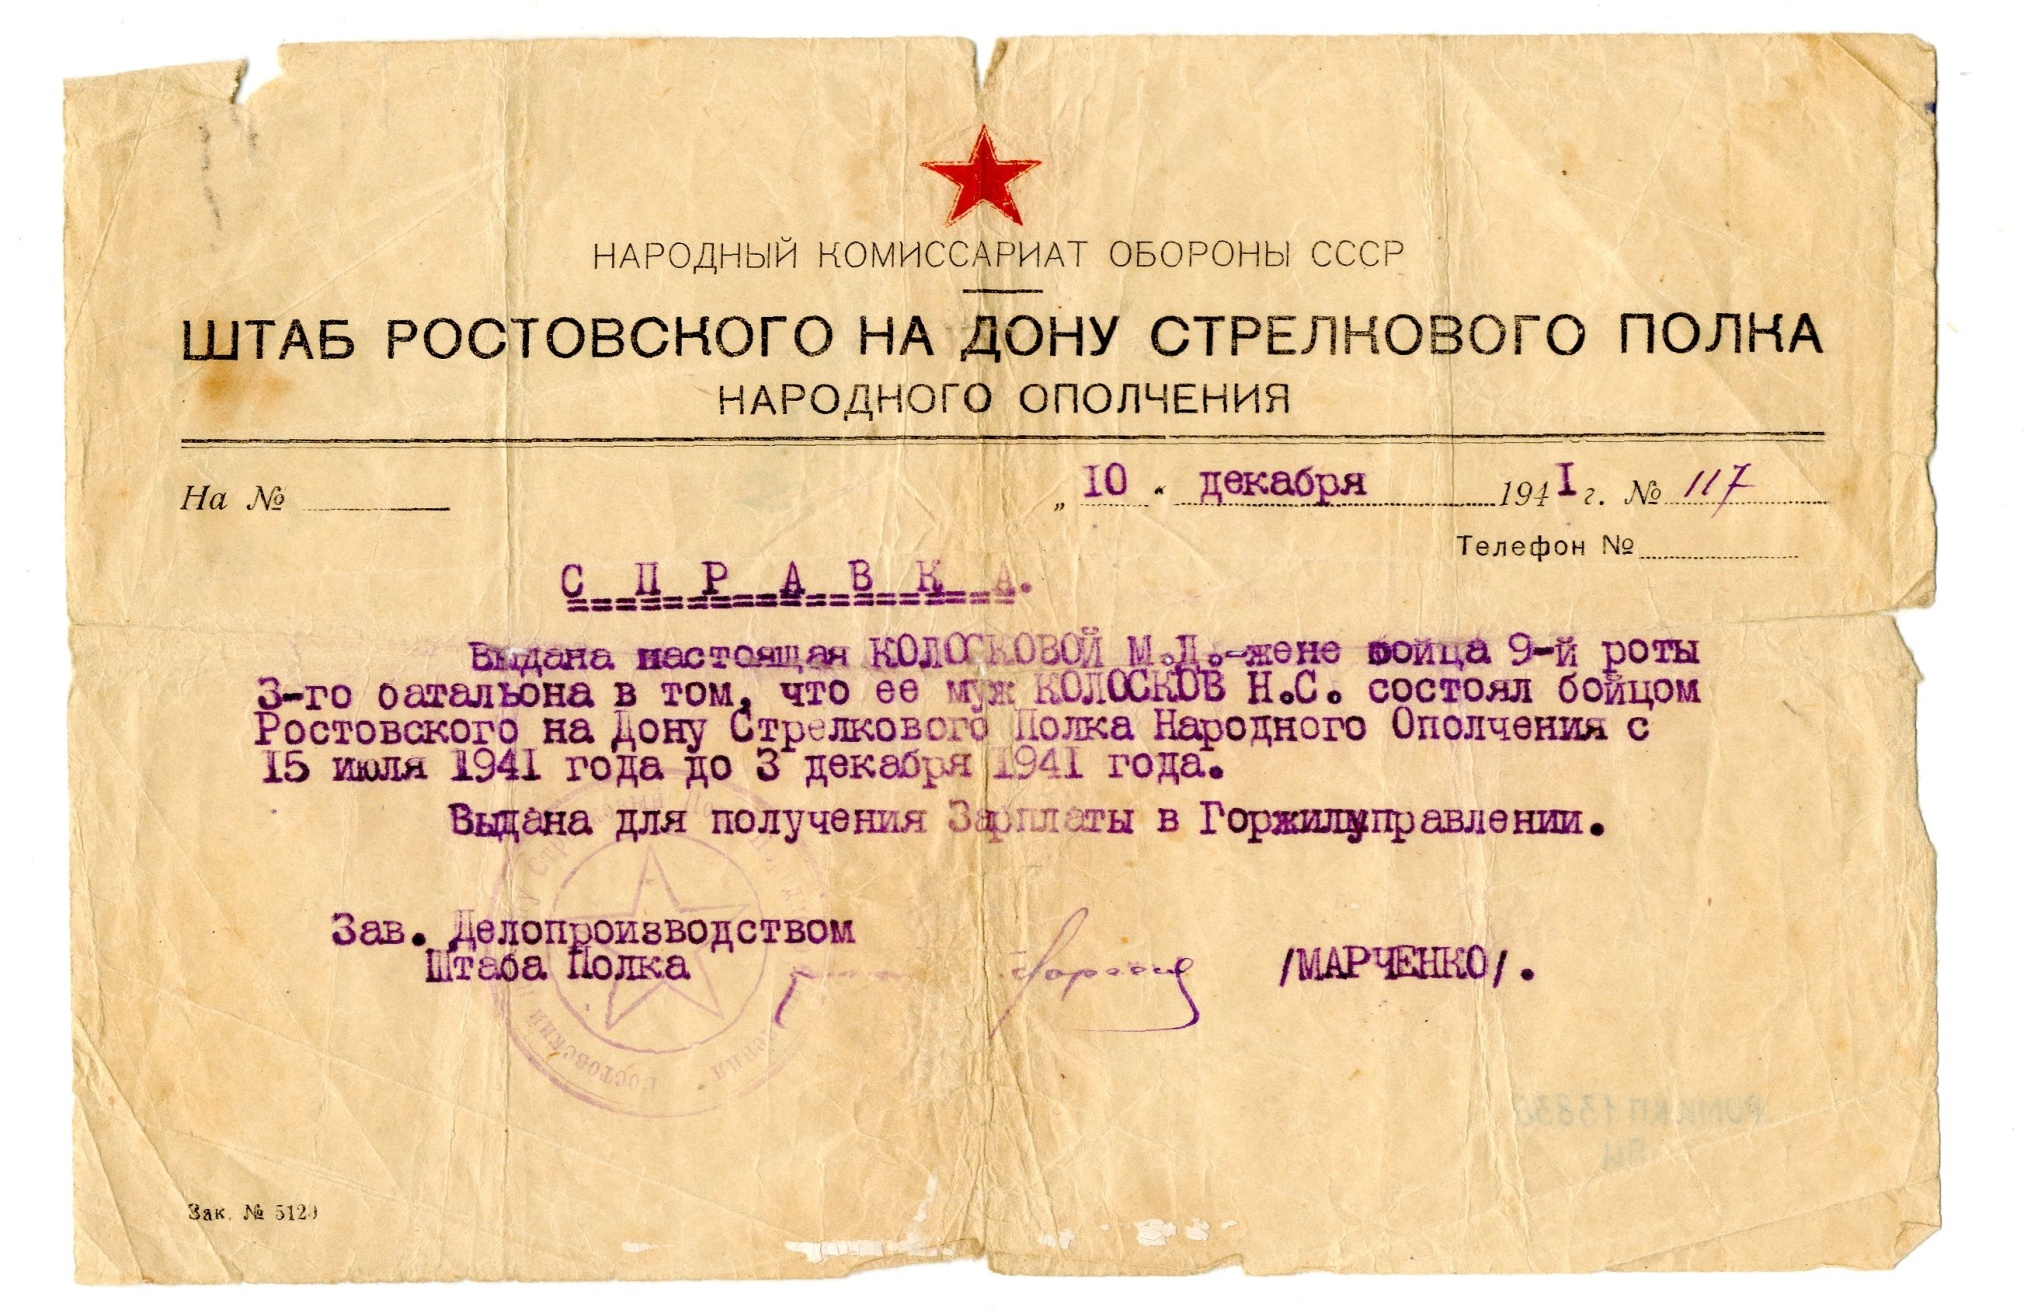 НАРОДНЫЙ КОМИССАРИАТ ОБОРОНЫ СССР
ШТАБ РОСТОВСКОГО НА ДОНУ СТРЕЛКОВОГО ПОЛКА
НАРОДНОГО ОПОЛЧЕНИЯ
На №
„ 10 “ декабря 1941 г. № 117
Телефон №
С П Р А В К А.
Выдана настоящая КОЛОСКОВОЙ М.Д.-жене бойца 9-й роты
3-го батальона в том, что ее муж КОЛОСКОВ Н.С. состоял бойцом
Ростовского на Дону Стрелкового Полка Народного Ополчения с
15 июля 1941 года до 3 декабря 1941 года.
Выдана для получения Зарплаты в Горжилуправлении.
Зав. Делопроизводством
Штаба Полка /МАРЧЕНКО/.
Ростовский
Зак. № 5129